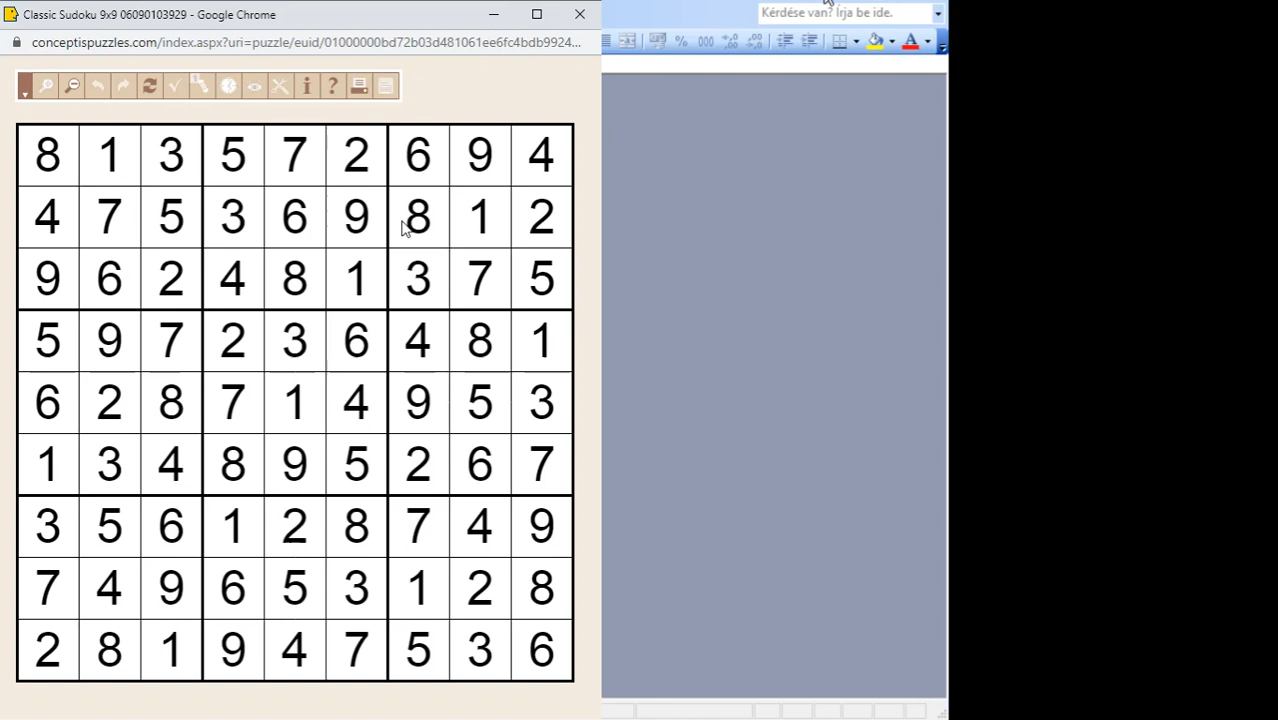 Classic Sudoku 9x9 06090103929 - Google Chrome
Kérdése van? Írja be ide.
conceptispuzzles.com/index.aspx?uri=puzzle/euid/01000000bd72b03d481061ee6fc4bdb9924...
% 000
8 1 3 5 7 2 6 9 4
4 7 5 3 6 9 8 1 2
9 6 2 4 8 1 3 7 5
5 9 7 2 3 6 4 8 1
6 2 8 7 1 4 9 5 3
1 3 4 8 9 5 2 6 7
3 5 6 1 2 8 7 4 9
7 4 9 6 5 3 1 2 8
2 8 1 9 4 7 5 3 6